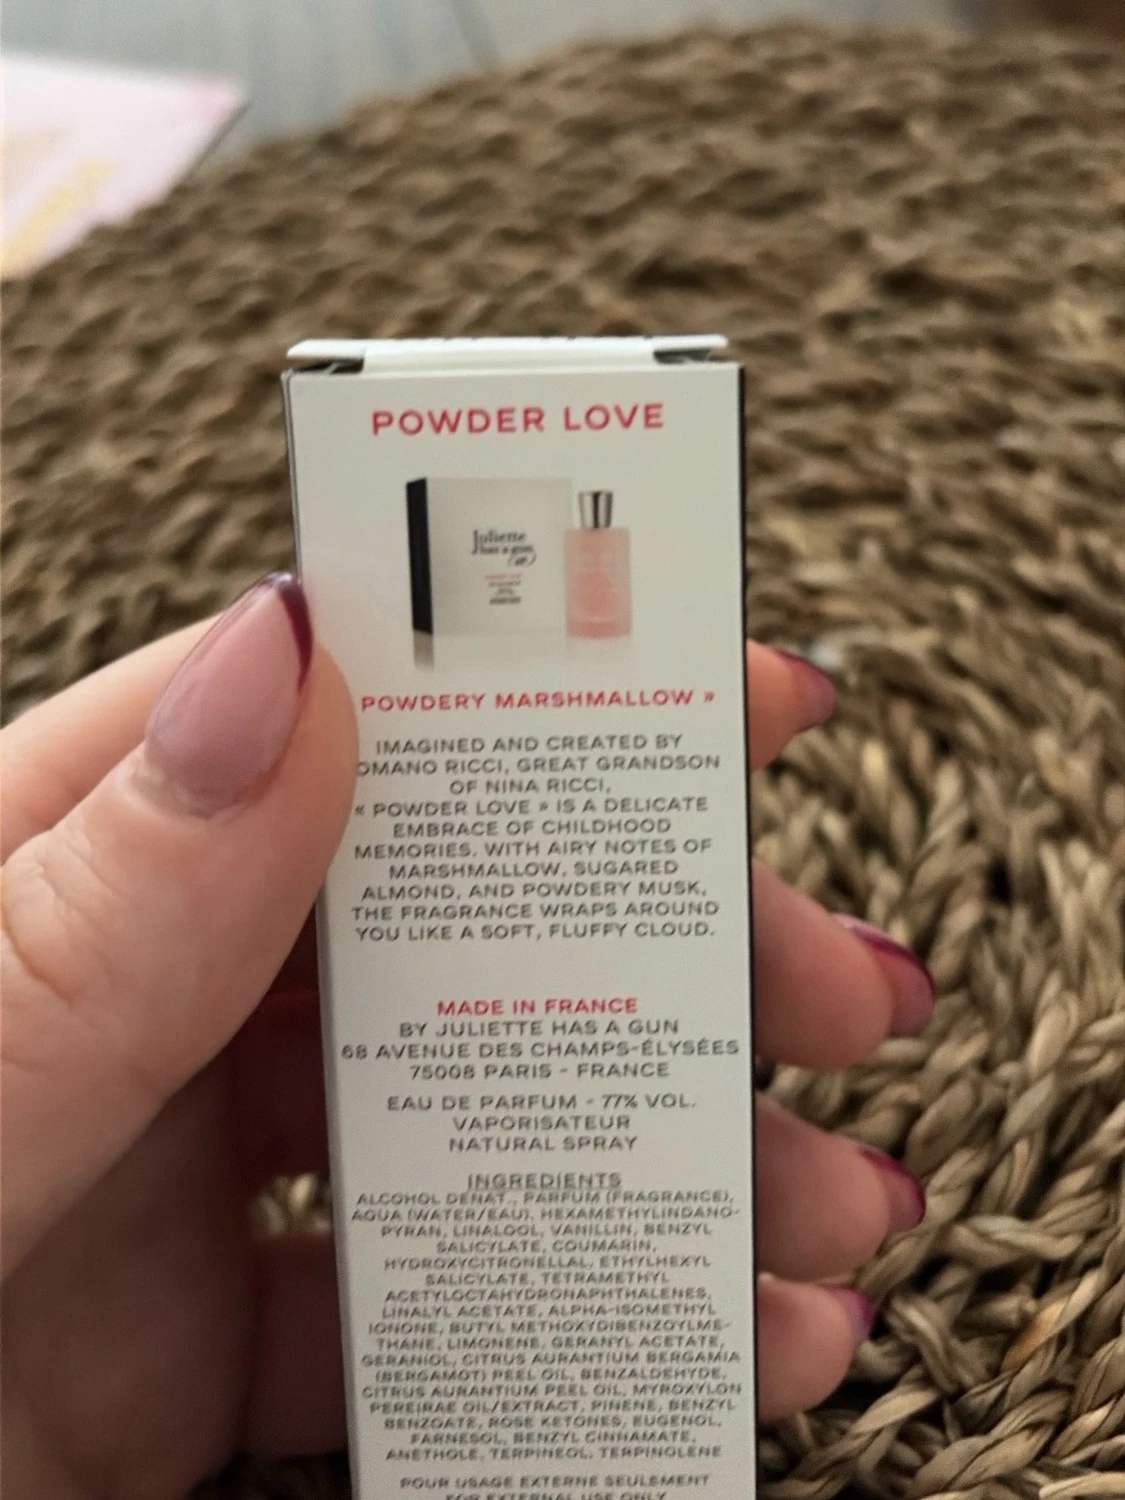 POWDER LOVE
Juliette
has a gun
POWDERY MARSHMALLOW »
IMAGINED AND CREATED BY
OMANO RICCI, GREAT GRANDSON
OF NINA RICCI,
« POWDER LOVE » IS A DELICATE
EMBRACE OF CHILDHOOD
MEMORIES. WITH AIRY NOTES OF
MARSHMALLOW, SUGARED
ALMOND, AND POWDERY MUSK,
THE FRAGRANCE WRAPS AROUND
YOU LIKE A SOFT, FLUFFY CLOUD.
MADE IN FRANCE
BY JULIETTE HAS A GUN
68 AVENUE DES CHAMPS-ÉLYSÉES
75008 PARIS - FRANCE
EAU DE PARFUM - 77% VOL.
VAPORISATEUR
NATURAL SPRAY
INGREDIENTS
ALCOHOL DENAT., PARFUM (FRAGRANCE),
AQUA (WATER/EAU), HEXAMETHYLINDANO-
PYRAN, LINALOOL, VANILLIN, BENZYL
SALICYLATE, COUMARIN,
HYDROXYCITRONELLAL, ETHYLHEXYL
SALICYLATE, TETRAMETHYL
ACETYLOCTAHYDRONAPHTHALENES,
LINALYL ACETATE, ALPHA-ISOMETHYL
IONONE, BUTYL METHOXYDIBENZOYLME-
THANE, LIMONENE, GERANYL ACETATE,
GERANIOL, CITRUS AURANTIUM BERGAMIA
(BERGAMOT) PEEL OIL, BENZALDEHYDE,
CITRUS AURANTIUM PEEL OIL, MYROXYLON
PEREIRAE OIL/EXTRACT, PINENE, BENZYL
BENZOATE, ROSE KETONES, EUGENOL,
FARNESOL, BENZYL CINNAMATE,
ANETHOLE, TERPINEOL, TERPINOLENE
POUR USAGE EXTERNE SEULEMENT
FOR EXTERNAL USE ONLY